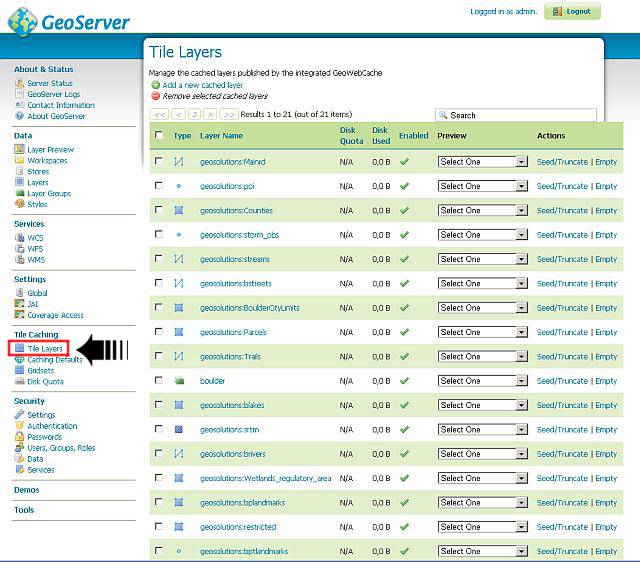 GeoServer
Logged in as admin.
Logout
About & Status
Server Status
GeoServer Logs
Contact Information
About GeoServer
Data
Layer Preview
Workspaces
Stores
Layers
Layer Groups
Styles
Services
WCS
WFS
WMS
Settings
Global
JAI
Coverage Access
Tile Caching
Tile Layers
Caching Defaults
Gridsets
Disk Quota
Security
Settings
Authentication
Passwords
Users, Groups, Roles
Data
Services
Demos
Tools
Tile Layers
Manage the cached layers published by the integrated GeoWebCache
Add a new cached layer
Remove selected cached layers
<< < 1 > >> Results 1 to 21 (out of 21 items) Search
Type Layer Name Disk Quota Disk Used Enabled Preview Actions
geosolutions:Mainrd N/A 0,0 B Select One Seed/Truncate | Empty
geosolutions:poi N/A 0,0 B Select One Seed/Truncate | Empty
geosolutions:Counties N/A 0,0 B Select One Seed/Truncate | Empty
geosolutions:storm_obs N/A 0,0 B Select One Seed/Truncate | Empty
geosolutions:streams N/A 0,0 B Select One Seed/Truncate | Empty
geosolutions:bstreets N/A 0,0 B Select One Seed/Truncate | Empty
geosolutions:BoulderCityLimits N/A 0,0 B Select One Seed/Truncate | Empty
geosolutions:Parcels N/A 0,0 B Select One Seed/Truncate | Empty
geosolutions:Trails N/A 0,0 B Select One Seed/Truncate | Empty
boulder N/A 0,0 B Select One Seed/Truncate | Empty
geosolutions:blakes N/A 0,0 B Select One Seed/Truncate | Empty
geosolutions:srtm N/A 0,0 B Select One Seed/Truncate | Empty
geosolutions:brivers N/A 0,0 B Select One Seed/Truncate | Empty
geosolutions:Wetlands_regulatory_area N/A 0,0 B Select One Seed/Truncate | Empty
geosolutions:bplandmarks N/A 0,0 B Select One Seed/Truncate | Empty
geosolutions:restricted N/A 0,0 B Select One Seed/Truncate | Empty
geosolutions:bptlandmarks N/A 0,0 B Select One Seed/Truncate | Empty